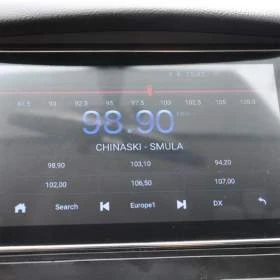 87.5 90 92.5 95 97.5 100 102.5 105 108.0
98.90
CHINASKI - SMULA
98,90 103,10 94,20
102,00 106,50 107,00
Search Europe1 DX